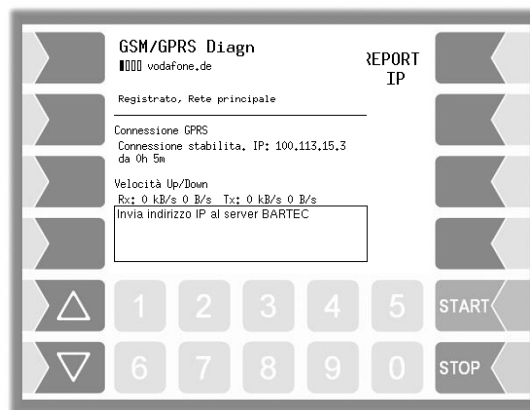 GSM/GPRS Diagn
vodafone.de
REPORT
IP
Registrato, Rete principale
Connessione GPRS
Connessione stabilita. IP: 100.113.15.3
da 0h 5m
Velocità Up/Down
Rx: 0 kB/s 0 B/s Tx: 0 kB/s 0 B/s
Invia indirizzo IP al server BARTEC
1 2 3 4 5 START
6 7 8 9 0 STOP